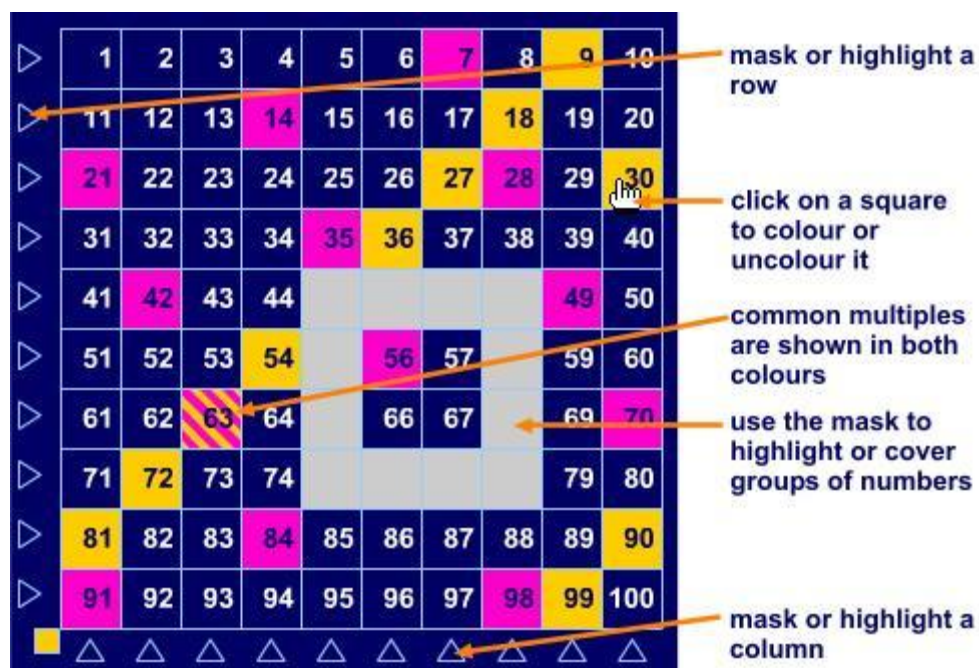 1 2 3 4 5 6 7 8 9 10
mask or highlight a
row
11 12 13 14 15 16 17 18 19 20
21 22 23 24 25 26 27 28 29 30
click on a square
to colour or
uncolour it
31 32 33 34 35 36 37 38 39 40
41 42 43 44 49 50
common multiples
are shown in both
colours
51 52 53 54 56 57 59 60
61 62 63 64 66 67 69 70
use the mask to
highlight or cover
groups of numbers
71 72 73 74 79 80
81 82 83 84 85 86 87 88 89 90
91 92 93 94 95 96 97 98 99 100
mask or highlight a
column